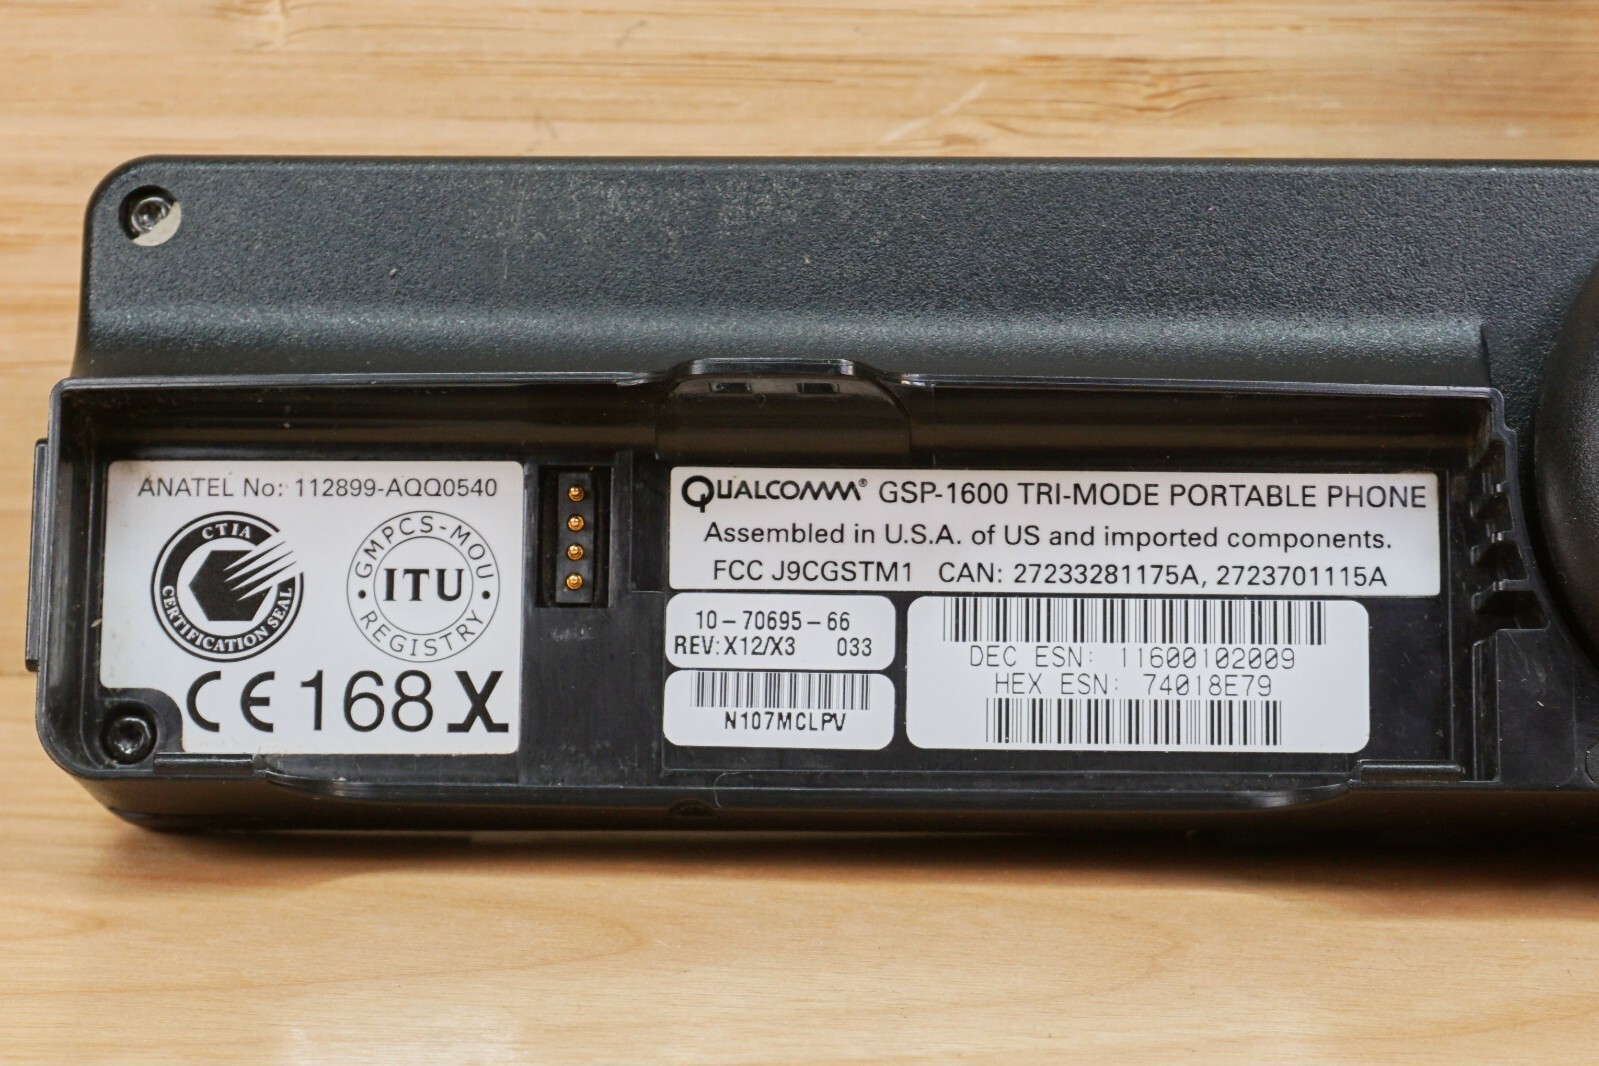 ANATEL No: 112899-AQQ0540
CTIA
CERTIFICATION SEAL
GMPCS-MOU
ITU
REGISTRY
CE 168 X
QUALCOMM® GSP-1600 TRI-MODE PORTABLE PHONE
Assembled in U.S.A. of US and imported components.
FCC J9CGSTM1 CAN: 27233281175A, 2723701115A
10-70695-66
REV: X12/X3 033
N107MCLPV
DEC ESN: 11600102009
HEX ESN: 74018E79